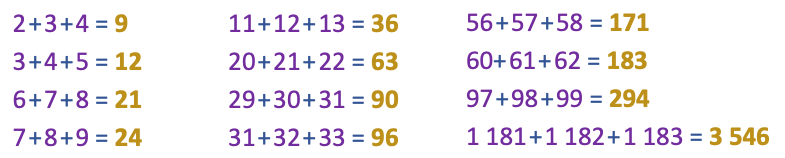 2+3+4 = 9
3+4+5 = 12
6+7+8 = 21
7+8+9 = 24
11+12+13 = 36
20+21+22 = 63
29+30+31 = 90
31+32+33 = 96
56+57+58 = 171
60+61+62 = 183
97+98+99 = 294
1 181+1 182+1 183 = 3 546